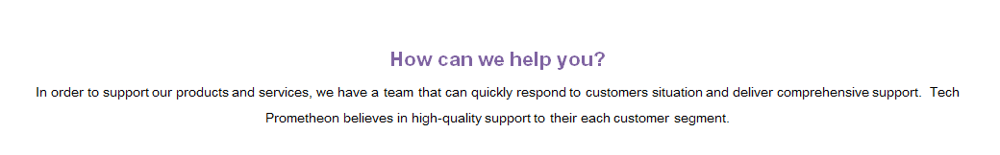 How can we help you?
In order to support our products and services, we have a team that can quickly respond to customers situation and deliver comprehensive support.  Tech
Prometheon believes in high-quality support to their each customer segment.